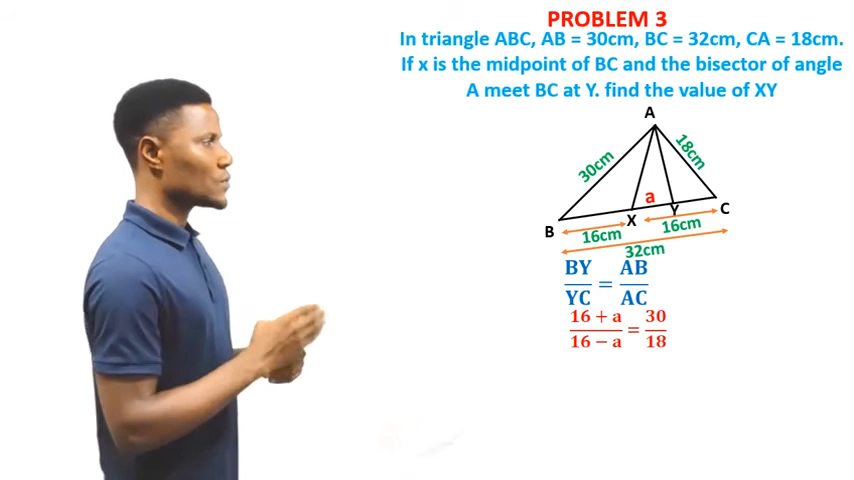 PROBLEM 3
In triangle ABC, AB = 30cm, BC = 32cm, CA = 18cm.
If x is the midpoint of BC and the bisector of angle
A meet BC at Y. find the value of XY
A
30cm
18cm
a
B
X
Y
C
16cm
16cm
32cm
BY/YC = AB/AC
16 + a/16 − a = 30/18